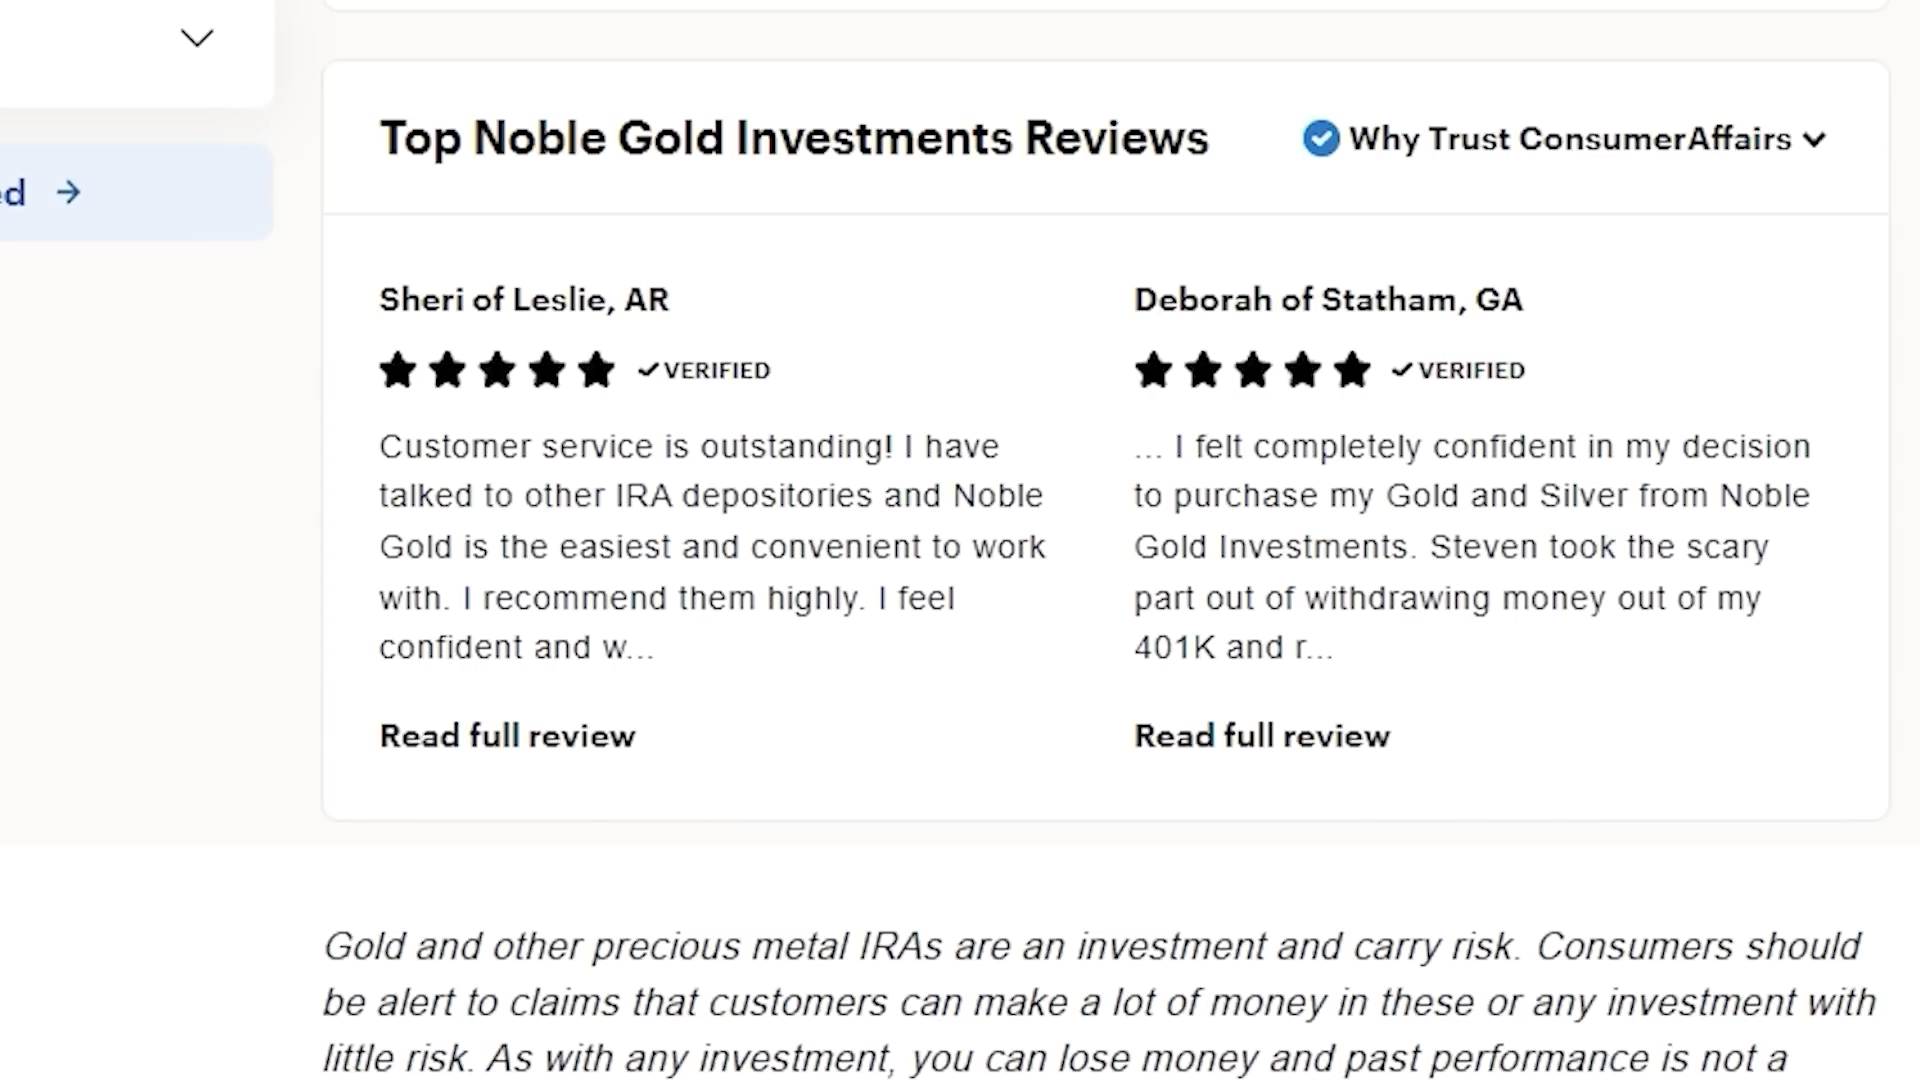 Top Noble Gold Investments Reviews
Why Trust ConsumerAffairs
Sheri of Leslie, AR
VERIFIED
Customer service is outstanding! I have
talked to other IRA depositories and Noble
Gold is the easiest and convenient to work
with. I recommend them highly. I feel
confident and w...
Read full review
Deborah of Statham, GA
VERIFIED
... I felt completely confident in my decision
to purchase my Gold and Silver from Noble
Gold Investments. Steven took the scary
part out of withdrawing money out of my
401K and r...
Read full review
Gold and other precious metal IRAs are an investment and carry risk. Consumers should
be alert to claims that customers can make a lot of money in these or any investment with
little risk. As with any investment, you can lose money and past performance is not a